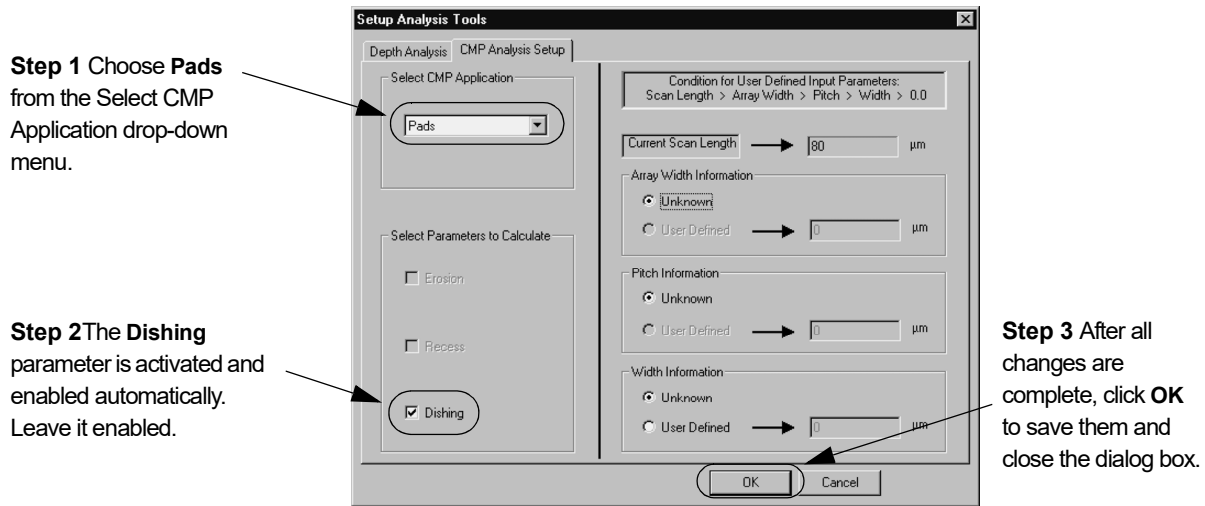 Setup Analysis Tools
Depth Analysis CMP Analysis Setup
Step 1 Choose Pads
from the Select CMP
Application drop-down
menu.
Select CMP Application
Pads
Condition for User Defined Input Parameters:
Scan Length > Array Width > Pitch > Width > 0.0
Current Scan Length 80 µm
Array Width Information
Unknown
User Defined 0 µm
Select Parameters to Calculate
Erosion
Recess
Dishing
Pitch Information
Unknown
User Defined 0 µm
Width Information
Unknown
User Defined 0 µm
Step 2The Dishing
parameter is activated and
enabled automatically.
Leave it enabled.
Step 3 After all
changes are
complete, click OK
to save them and
close the dialog box.
OK Cancel